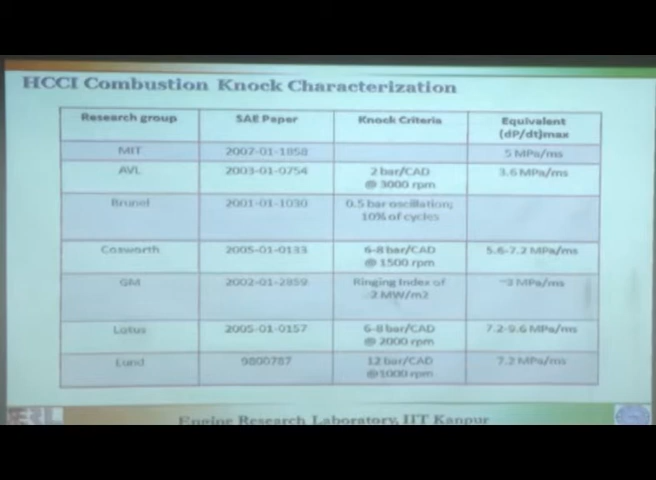 HCCI Combustion Knock Characterization
Research group SAE Paper Knock Criteria Equivalent
(dP/dt)max
MIT 2007-01-1858 5 MPa/ms
AVL 2003-01-0754 2 bar/CAD 3.6 MPa/ms
@ 3000 rpm
Brunel 2001-01-1030 0.5 bar oscillation;
10% of cycles
Cosworth 2005-01-0133 6-8 bar/CAD 5.6-7.2 MPa/ms
@ 1500 rpm
GM 2002-01-2859 Ringing Index of ~3 MPa/ms
2 MW/m2
Lotus 2005-01-0157 6-8 bar/CAD 7.2-9.6 MPa/ms
@ 2000 rpm
Lund 9800787 12 bar/CAD 7.2 MPa/ms
@1000 rpm
Engine Research Laboratory, IIT Kanpur